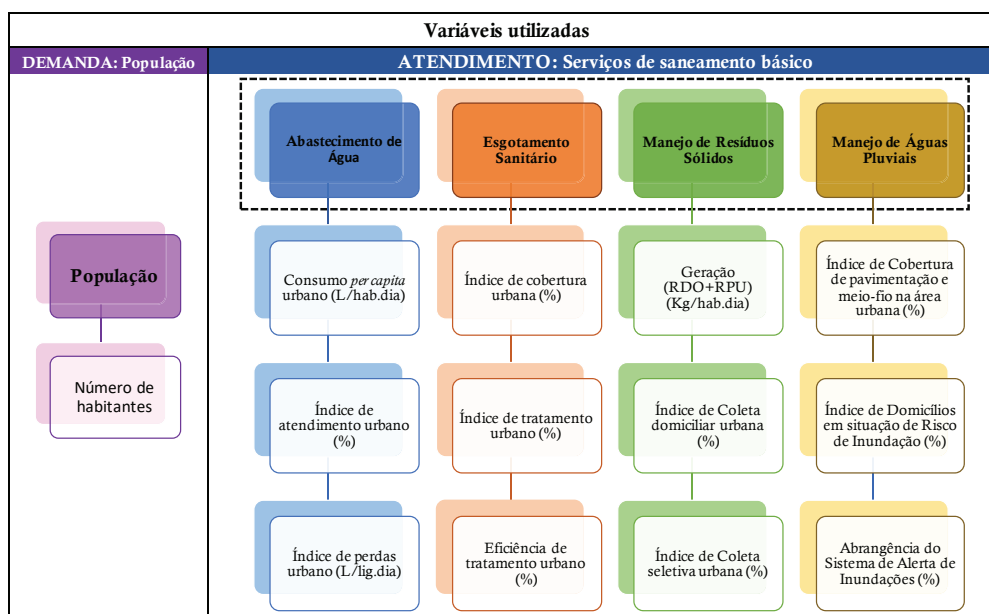 Variáveis utilizadas
DEMANDA: População
ATENDIMENTO: Serviços de saneamento básico
População
Número de
habitantes
Abastecimento de
Água
Consumo per capita
urbano (L/hab.dia)
Índice de
atendimento urbano
(%)
Índice de perdas
urbano (L/lig.dia)
Esgotamento
Sanitário
Índice de cobertura
urbana (%)
Índice de tratamento
urbano (%)
Eficiência de
tratamento urbano
(%)
Manejo de Resíduos
Sólidos
Geração
(RDO+RPU)
(Kg/hab.dia)
Índice de Coleta
domiciliar urbana
(%)
Índice de Coleta
seletiva urbana (%)
Manejo de Águas
Pluviais
Índice de Cobertura
de pavimentação e
meio-fio na área
urbana (%)
Índice de Domicílios
em situação de Risco
de Inundação (%)
Abrangência do
Sistema de Alerta de
Inundações (%)